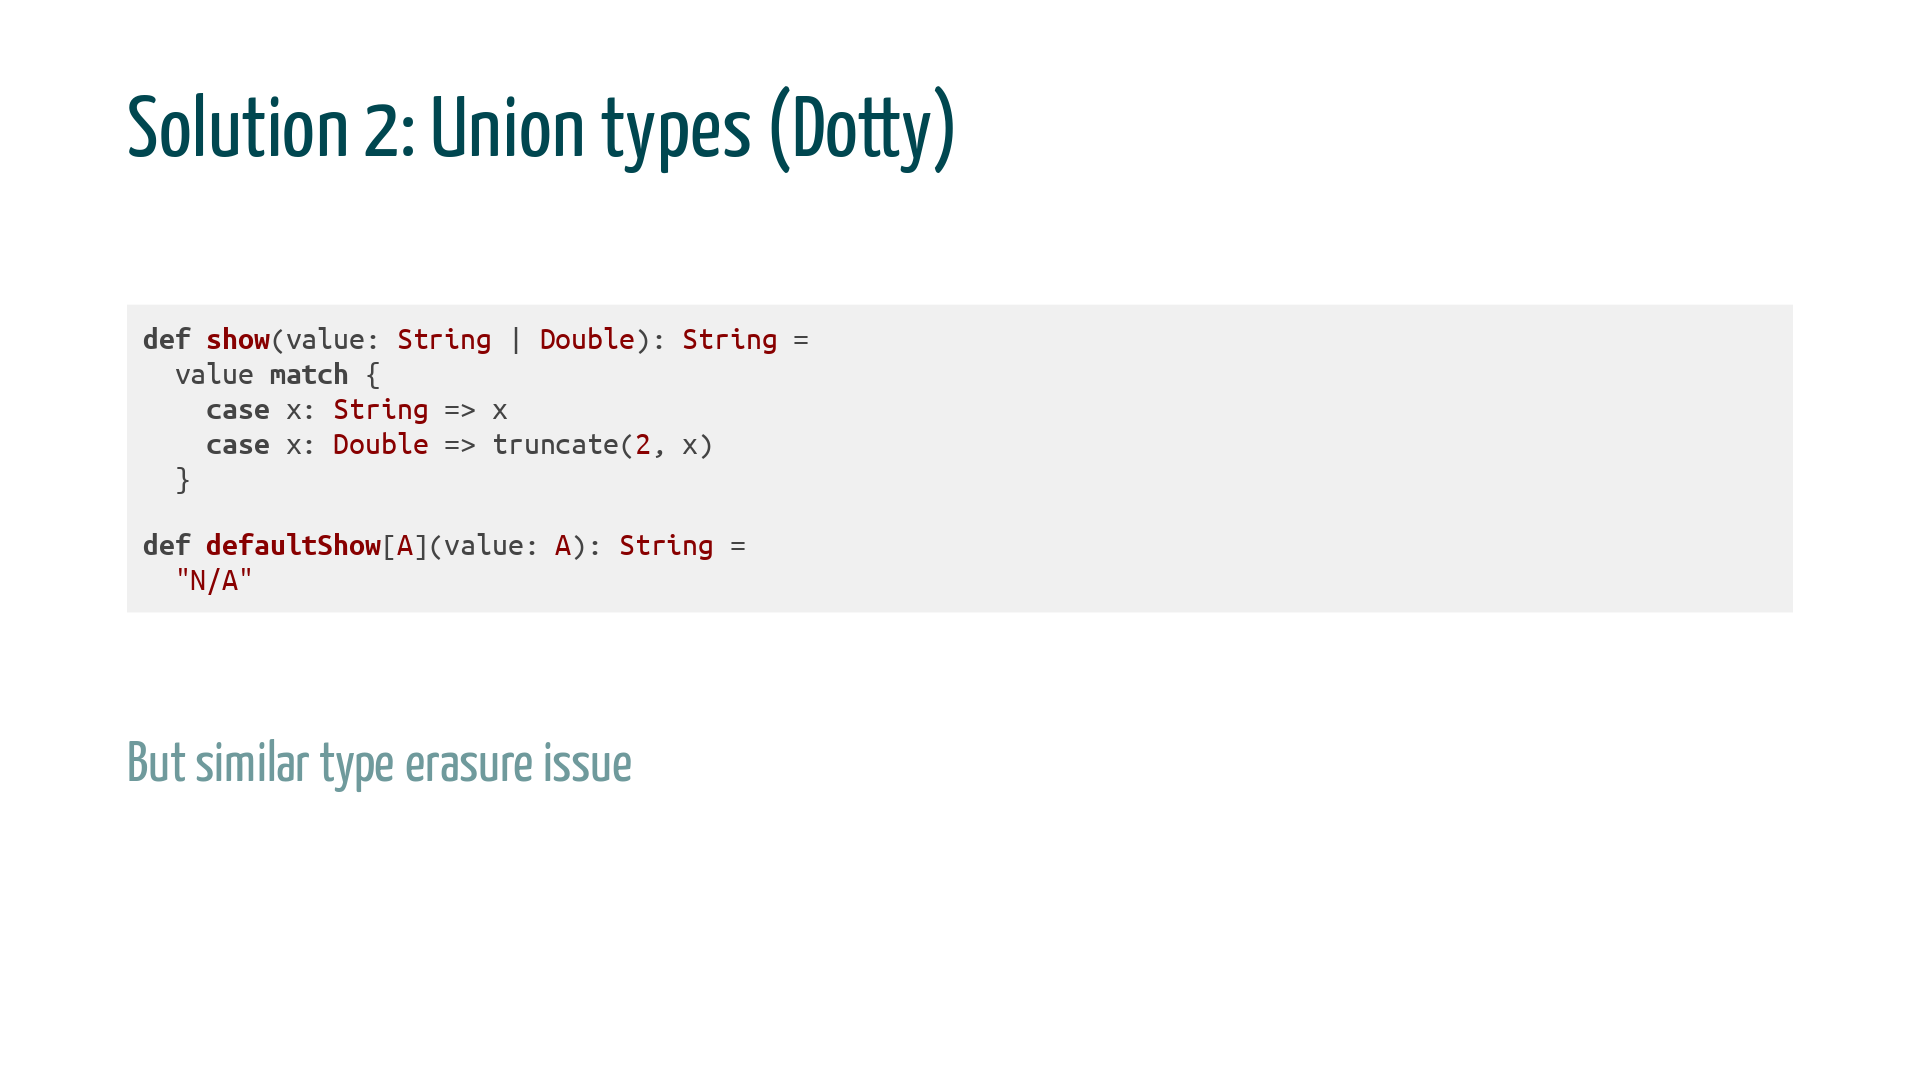 Solution 2: Union types (Dotty)
def show(value: String | Double): String =
  value match {
    case x: String => x
    case x: Double => truncate(2, x)
  }

def defaultShow[A](value: A): String =
  "N/A"
But similar type erasure issue